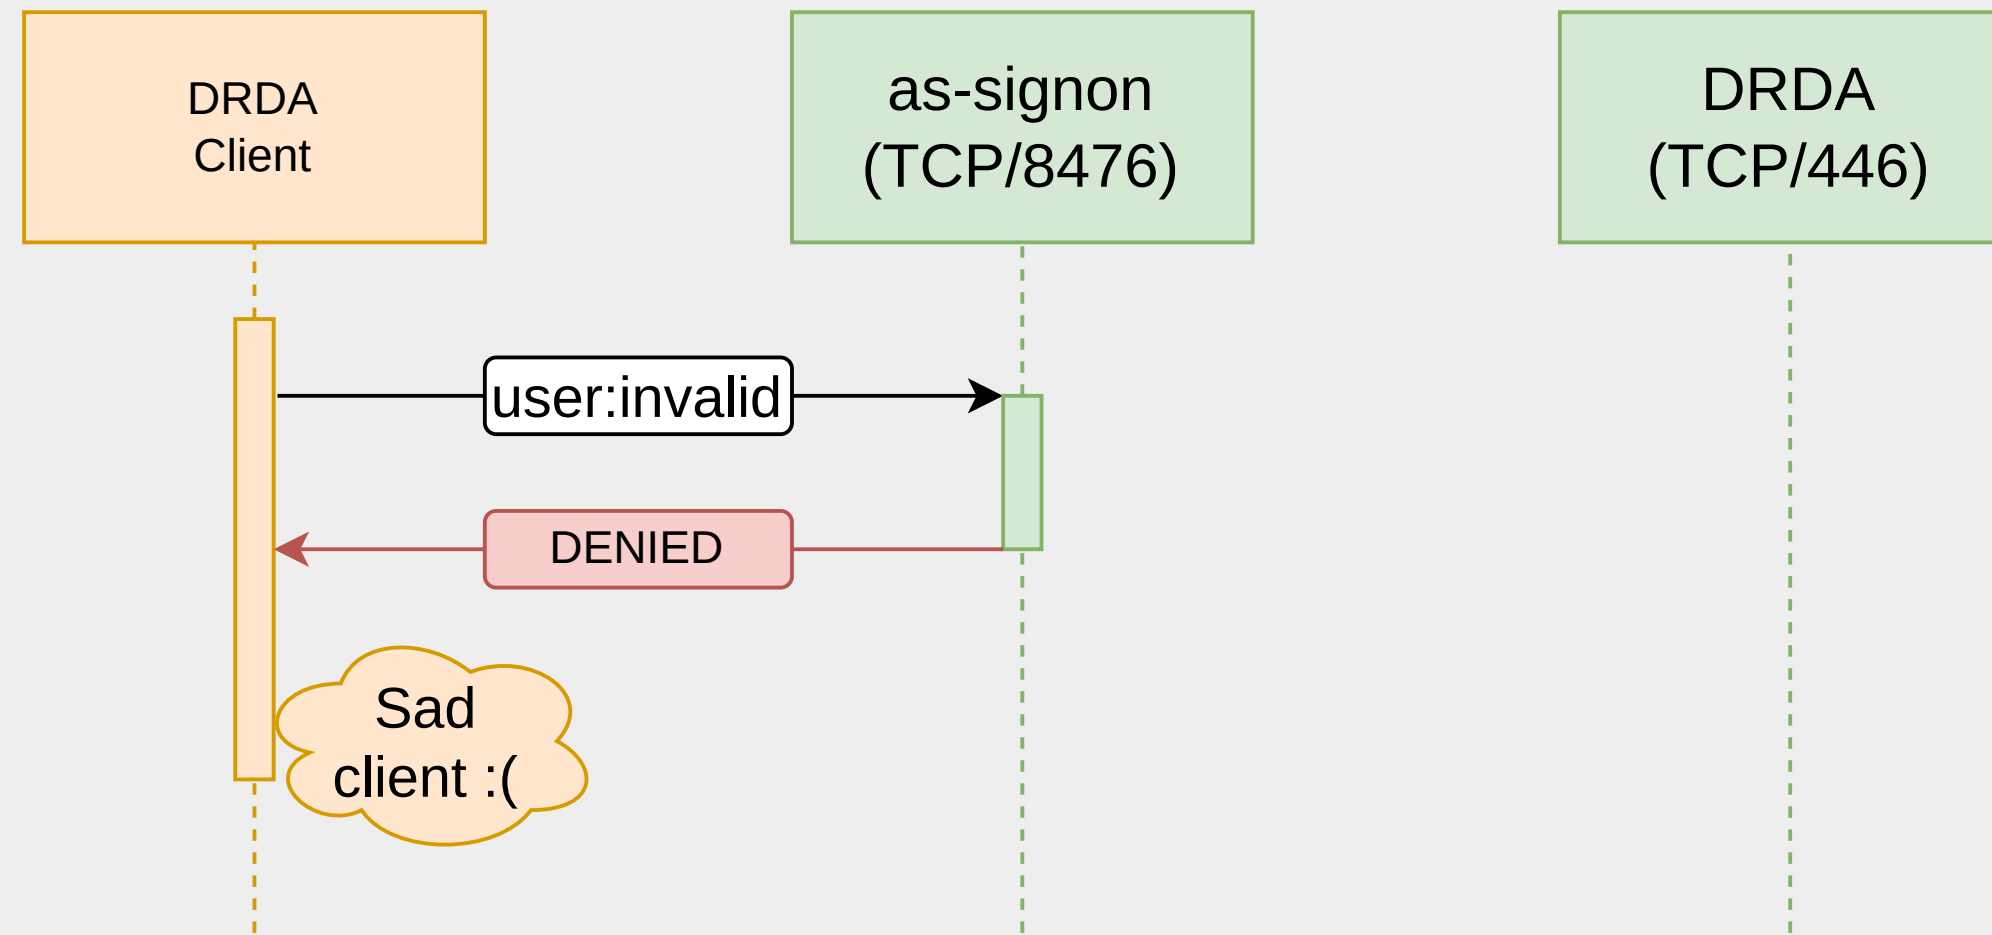 DRDA
Client
as-signon
(TCP/8476)
DRDA
(TCP/446)
user:invalid
DENIED
Sad
client :(